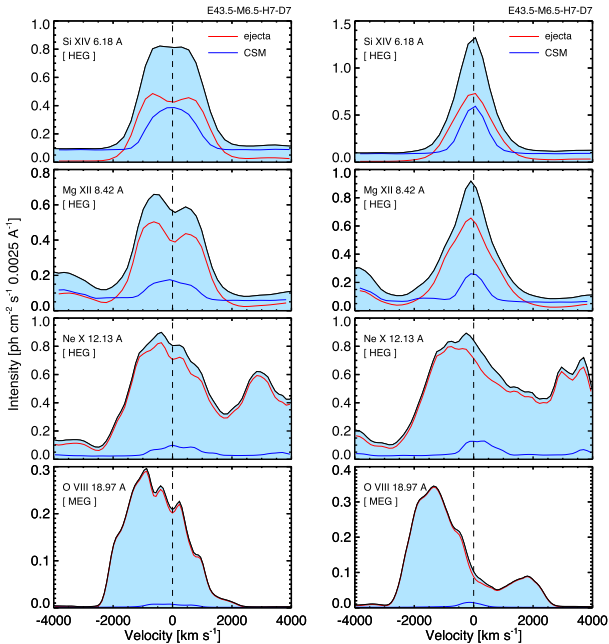 E43.5-M6.5-H7-D7
E43.5-M6.5-H7-D7
Intensity [ph cm⁻² s⁻¹ 0.0025 A⁻¹]
1.0
Si XIV 6.18 A
[ HEG ]
ejecta
CSM
0.8
0.6
0.4
0.2
0.0
1.5
Si XIV 6.18 A
[ HEG ]
ejecta
CSM
1.0
0.5
0.0
0.8
Mg XII 8.42 A
[ HEG ]
0.6
0.4
0.2
0.0
1.0
Mg XII 8.42 A
[ HEG ]
0.8
0.6
0.4
0.2
0.0
1.0
Ne X 12.13 A
[ HEG ]
0.8
0.6
0.4
0.2
0.0
1.0
Ne X 12.13 A
[ HEG ]
0.8
0.6
0.4
0.2
0.0
0.3
O VIII 18.97 A
[ MEG ]
0.2
0.1
0.0
-4000 -2000 0 2000 4000
Velocity [km s⁻¹]
0.4
O VIII 18.97 A
[ MEG ]
0.3
0.2
0.1
0.0
-4000 -2000 0 2000 4000
Velocity [km s⁻¹]